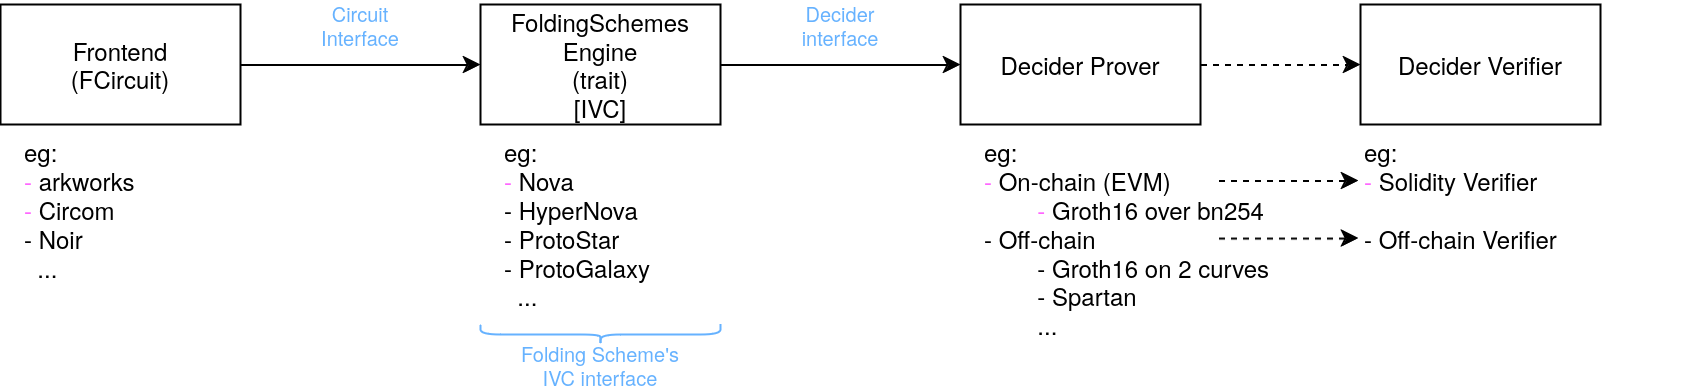 Frontend
(FCircuit)
Circuit
Interface
FoldingSchemes
Engine
(trait)
[IVC]
Decider
interface
Decider Prover
Decider Verifier
eg:
- arkworks
- Circom
- Noir
...
eg:
- Nova
- HyperNova
- ProtoStar
- ProtoGalaxy
...
Folding Scheme's
IVC interface
eg:
- On-chain (EVM)
- Groth16 over bn254
- Off-chain
- Groth16 on 2 curves
- Spartan
...
eg:
- Solidity Verifier
- Off-chain Verifier